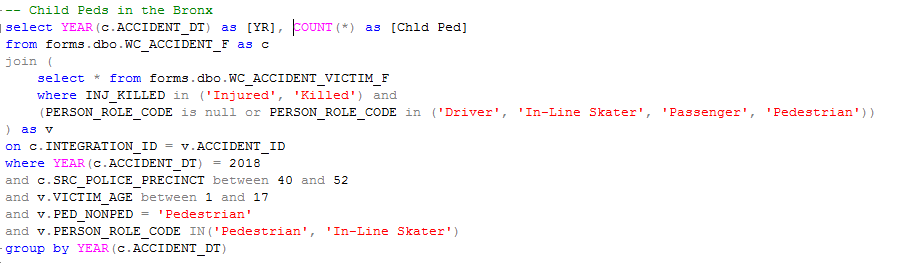 -- Child Peds in the Bronx
select YEAR(c.ACCIDENT_DT) as [YR], COUNT(*) as [Chld Ped]
from forms.dbo.WC_ACCIDENT_F as c
join (
    select * from forms.dbo.WC_ACCIDENT_VICTIM_F
    where INJ_KILLED in ('Injured', 'Killed') and
    (PERSON_ROLE_CODE is null or PERSON_ROLE_CODE in ('Driver', 'In-Line Skater', 'Passenger', 'Pedestrian'))
) as v
on c.INTEGRATION_ID = v.ACCIDENT_ID
where YEAR(c.ACCIDENT_DT) = 2018
and c.SRC_POLICE_PRECINCT between 40 and 52
and v.VICTIM_AGE between 1 and 17
and v.PED_NONPED = 'Pedestrian'
and v.PERSON_ROLE_CODE IN('Pedestrian', 'In-Line Skater')
group by YEAR(c.ACCIDENT_DT)